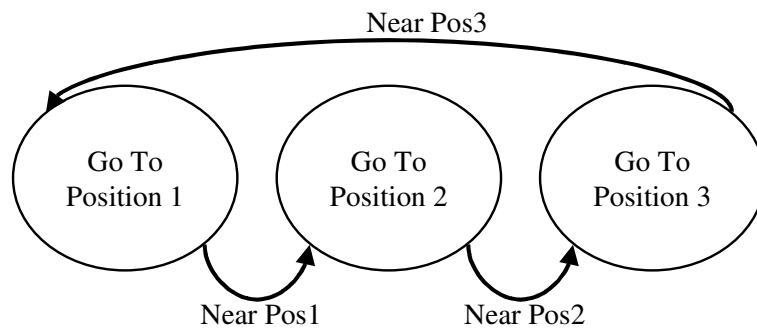 Near Pos3
Go To
Position 1
Go To
Position 2
Go To
Position 3
Near Pos1
Near Pos2